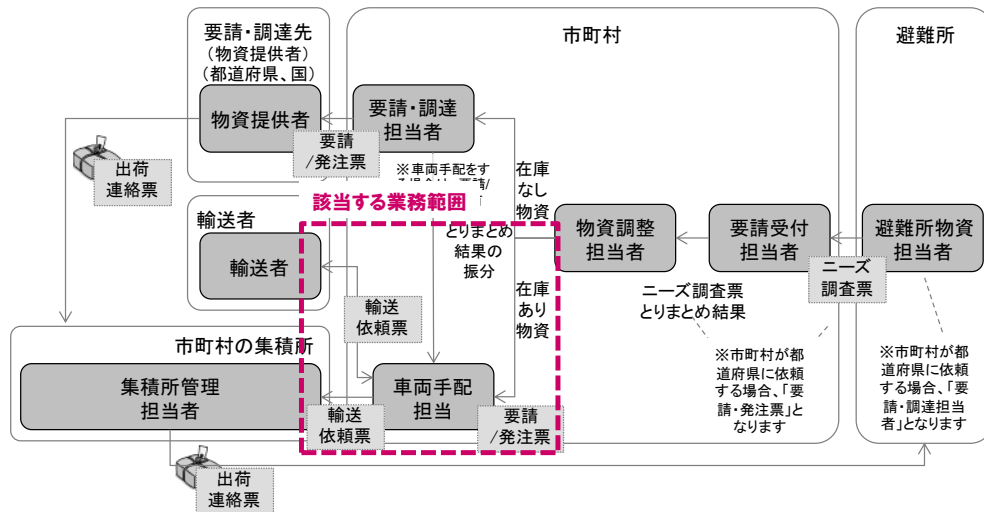 要請・調達先
(物資提供者)
(都道府県、国)
市町村
避難所
物資提供者
要請・調達
担当者
要請
/発注票
※車両手配をす
出荷
連絡票
在庫
なし
物資
該当する業務範囲
輸送者
輸送者
とりまとめ
結果の
振分
物資調整
担当者
要請受付
担当者
避難所物資
担当者
ニーズ
調査票
ニーズ調査票
とりまとめ結果
在庫
あり
物資
輸送
依頼票
市町村の集積所
集積所管理
担当者
車両手配
担当
輸送
依頼票
要請
/発注票
※市町村が都
道府県に依頼
する場合、「要
請・発注票」と
なります
※市町村が都
道府県に依頼
する場合、「要
請・調達担当
者」となります
出荷
連絡票